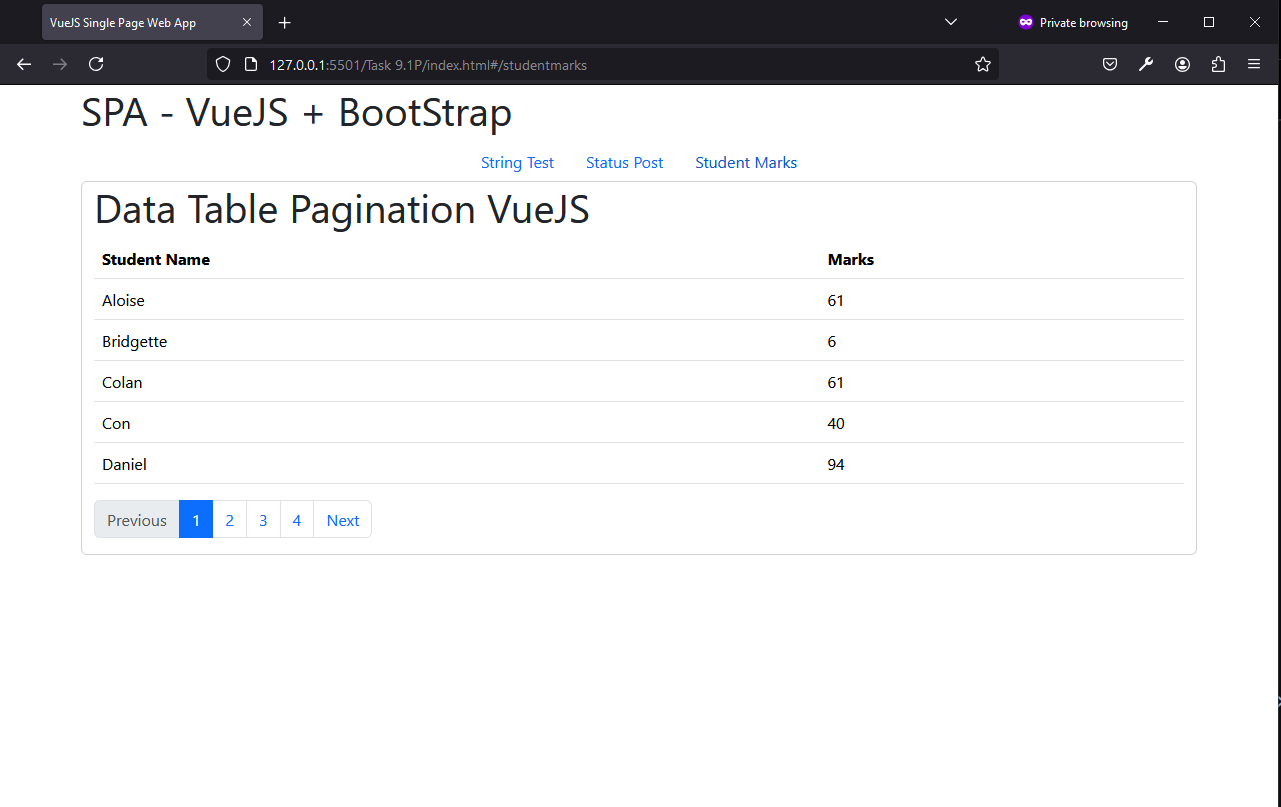 VueJS Single Page Web App
Private browsing
127.0.0.1:5501/Task 9.1P/index.html#/studentmarks
SPA - VueJS + BootStrap
String Test Status Post Student Marks
Data Table Pagination VueJS
Student Name Marks
Aloise 61
Bridgette 6
Colan 61
Con 40
Daniel 94
Previous 1 2 3 4 Next